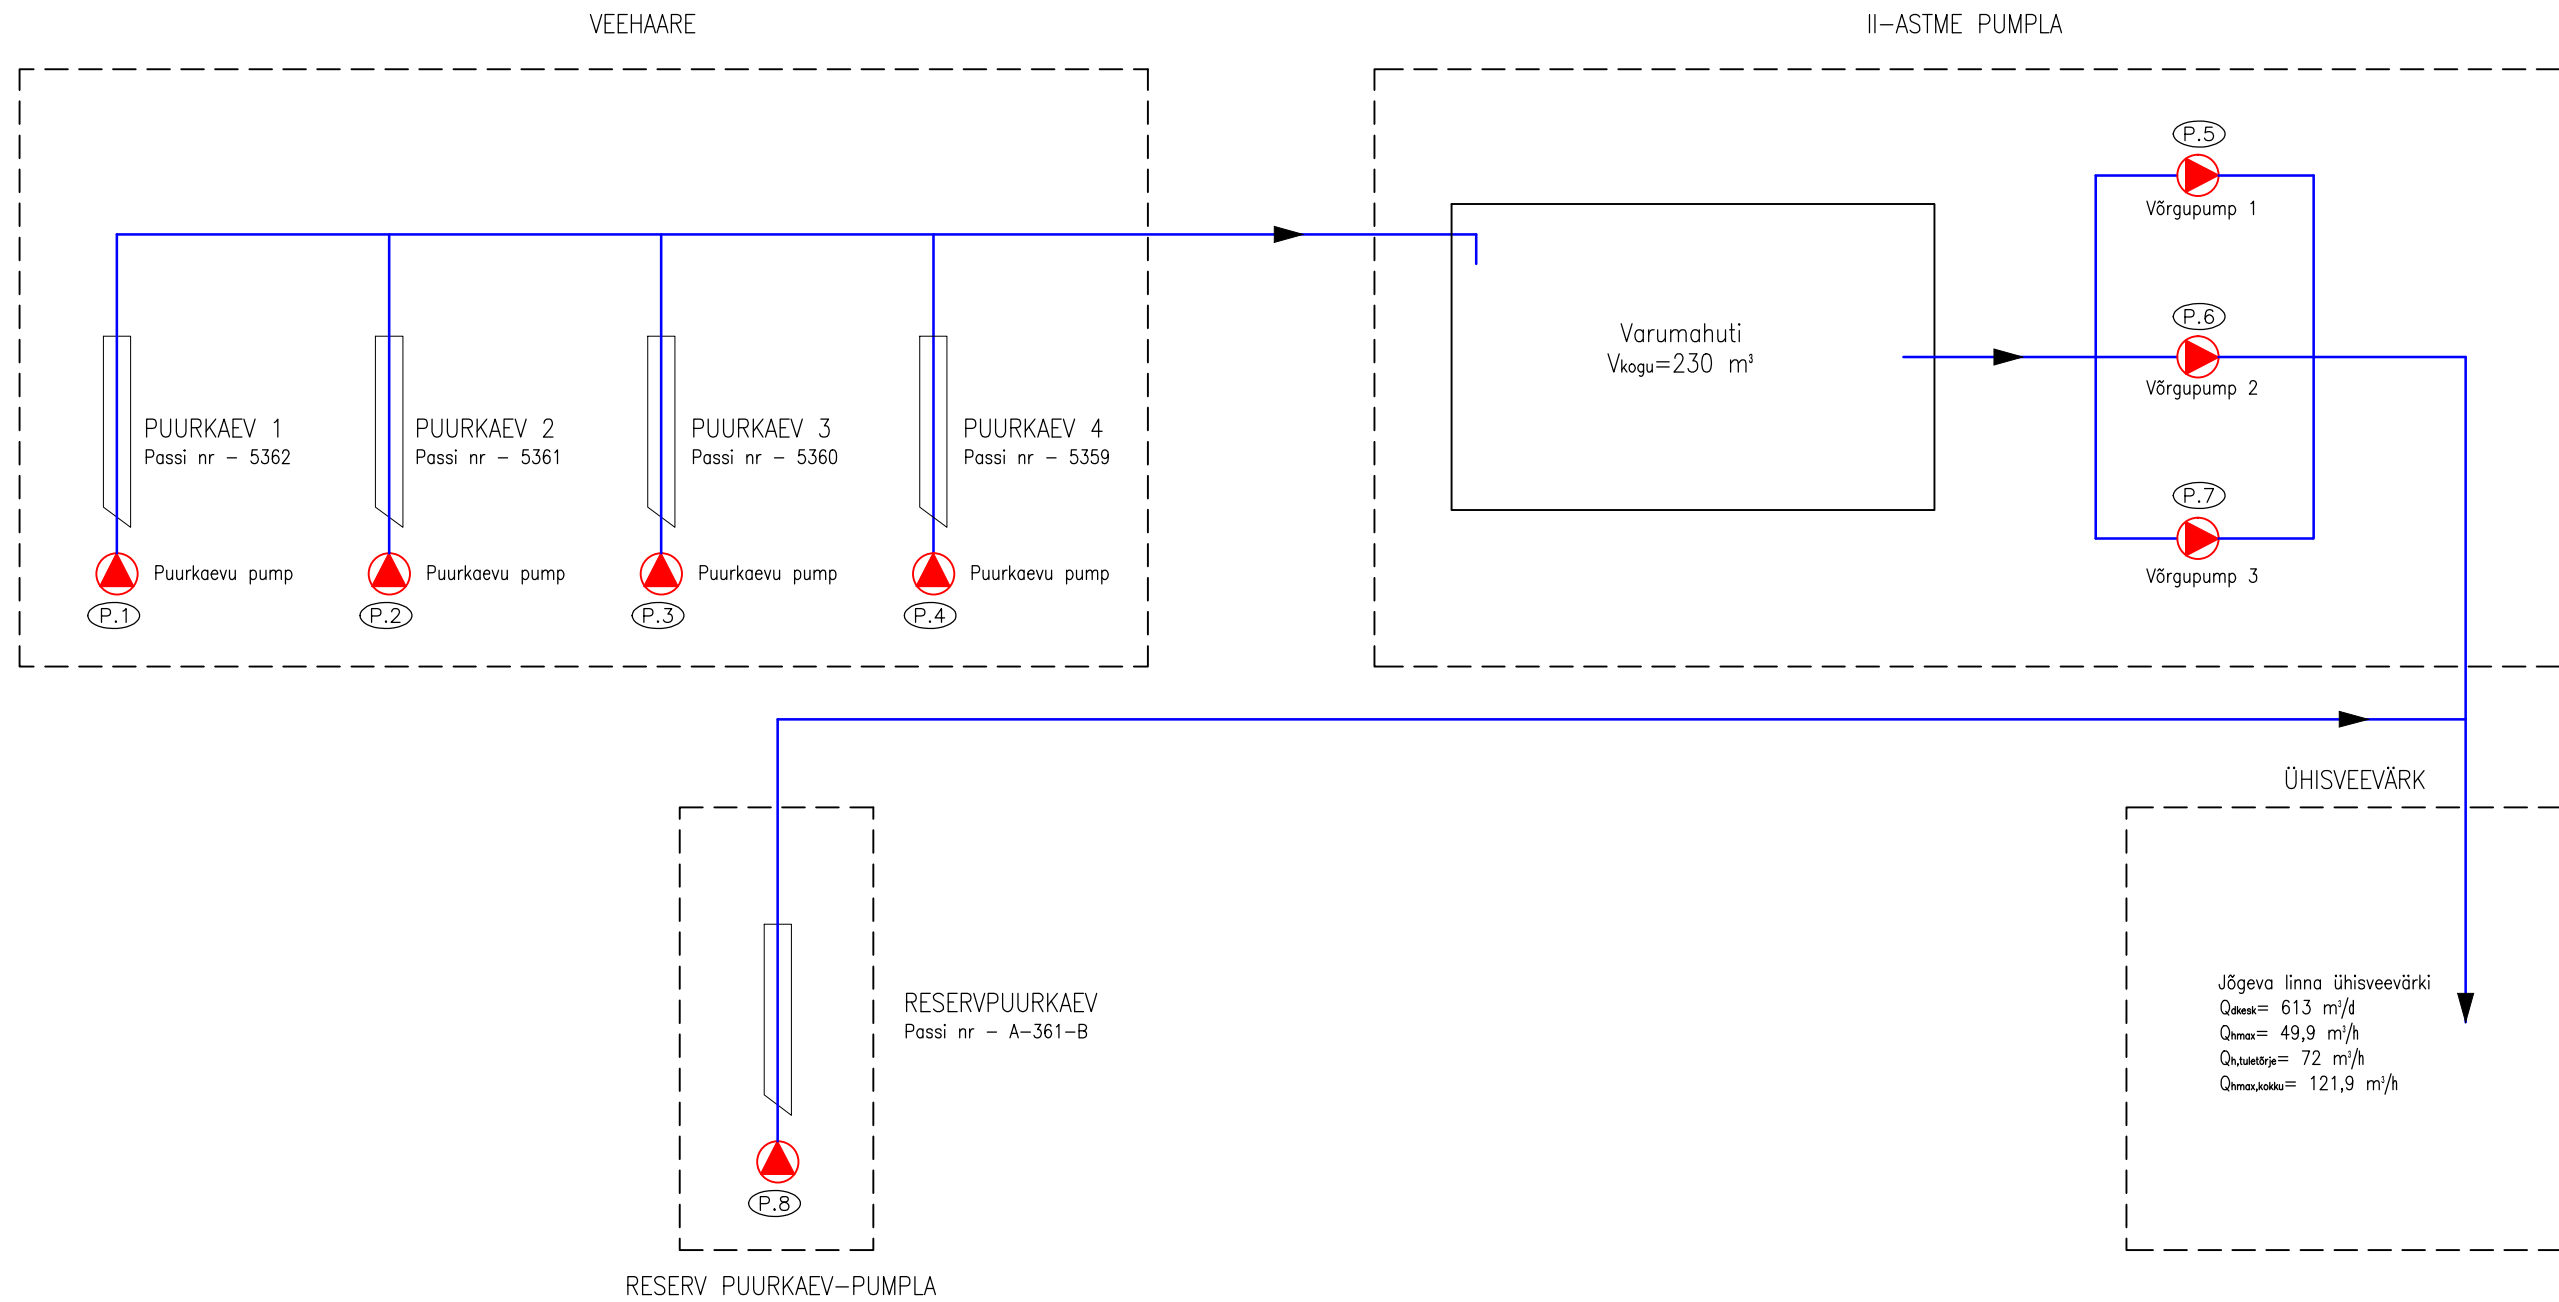 VEEHAARE
II-ASTME PUMPLA
P.5
Võrgupump 1
P.6
Võrgupump 2
P.7
Võrgupump 3
Varumahuti
Vkogu=230 m³
PUURKAEV 1
Passi nr - 5362
PUURKAEV 2
Passi nr - 5361
PUURKAEV 3
Passi nr - 5360
PUURKAEV 4
Passi nr - 5359
Puurkaevu pump
Puurkaevu pump
Puurkaevu pump
Puurkaevu pump
P.1
P.2
P.3
P.4
ÜHISVEEVÄRK
RESERVPUURKAEV
Passi nr - A-361-B
P.8
RESERV PUURKAEV-PUMPLA
Jõgeva linna ühisveevärki
Qdkesk= 613 m³/d
Qhmax= 49,9 m³/h
Qh,tuletõrje= 72 m³/h
Qhmax,kokku= 121,9 m³/h